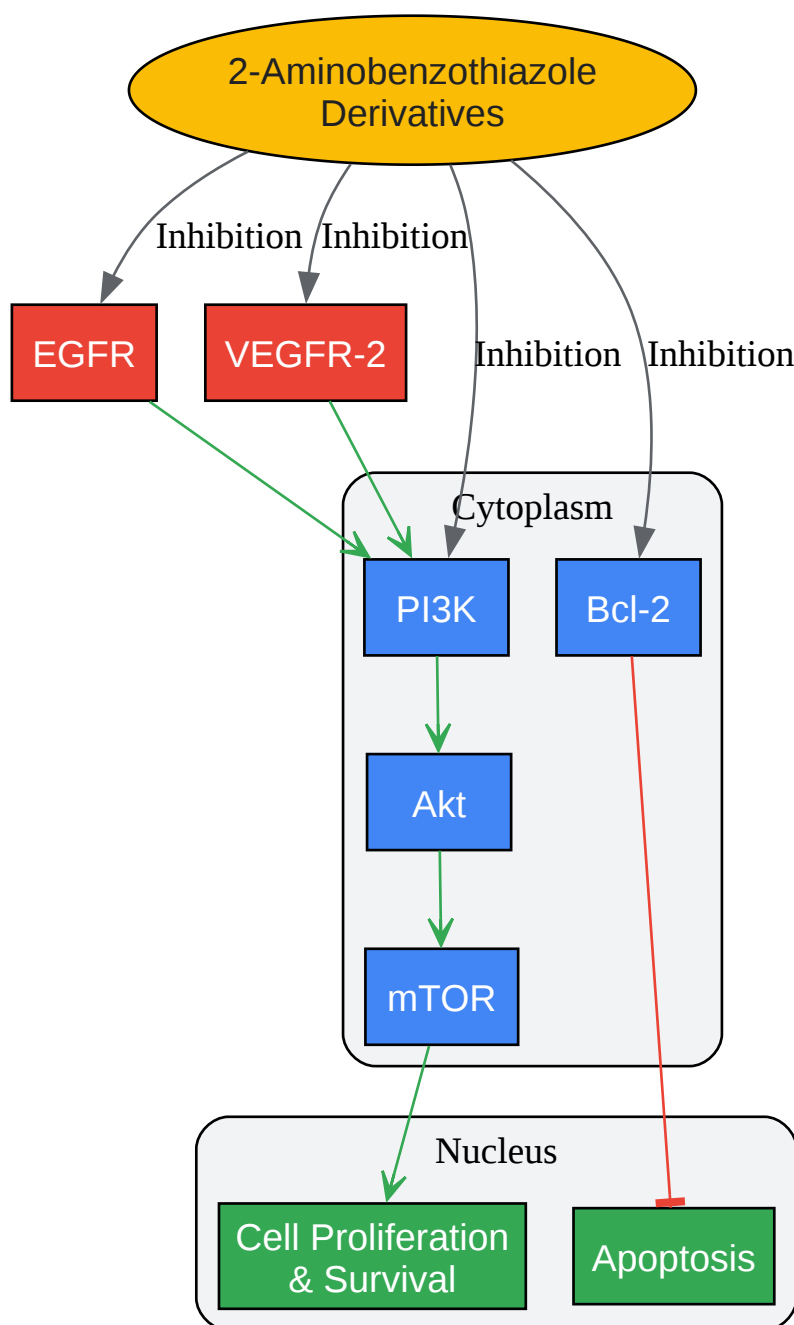 2-Aminobenzothiazole
Derivatives
Inhibition
Inhibition
EGFR
VEGFR-2
Inhibition
Inhibition
Cytoplasm
PI3K
Bcl-2
Akt
mTOR
Nucleus
Cell Proliferation
& Survival
Apoptosis